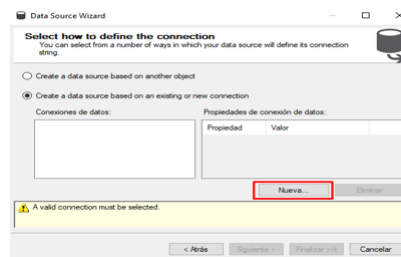 Data Source Wizard
Select how to define the connection
You can select from a number of ways in which your data source will define its connection
string.
Create a data source based on another object
Create a data source based on an existing or new connection
Conexiones de datos:
Propiedades de conexión de datos:
Propiedad Valor
Nueva... Eliminar
A valid connection must be selected.
< Atrás Siguiente > Finalizar >>| Cancelar